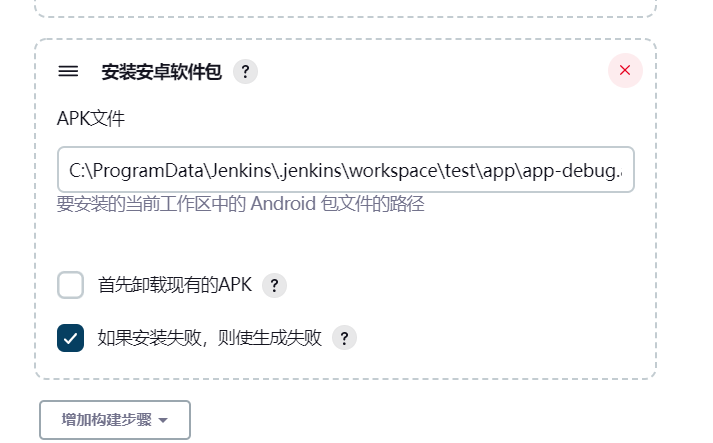 安装安卓软件包 ?
APK文件
C:\ProgramData\Jenkins\.jenkins\workspace\test\app\app-debug.
要安装的当前工作区中的 Android 包文件的路径
首先卸载现有的APK ?
如果安装失败，则使生成失败 ?
增加构建步骤